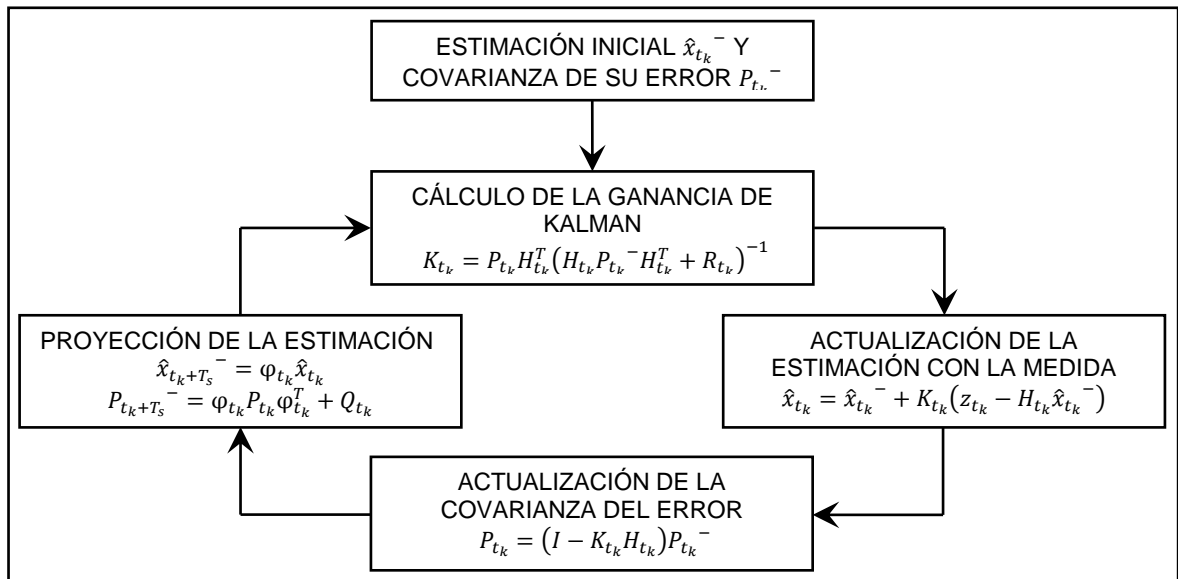 ESTIMACIÓN INICIAL x̂_{t_k}⁻ Y
COVARIANZA DE SU ERROR P_{t_k}⁻
CÁLCULO DE LA GANANCIA DE
KALMAN
K_{t_k} = P_{t_k}H_{t_k}^T(H_{t_k}P_{t_k}⁻H_{t_k}^T + R_{t_k})^{−1}
PROYECCIÓN DE LA ESTIMACIÓN
x̂_{t_k+T_s}⁻ = φ_{t_k}x̂_{t_k}
P_{t_k+T_s}⁻ = φ_{t_k}P_{t_k}φ_{t_k}^T + Q_{t_k}
ACTUALIZACIÓN DE LA
ESTIMACIÓN CON LA MEDIDA
x̂_{t_k} = x̂_{t_k}⁻ + K_{t_k}(z_{t_k} − H_{t_k}x̂_{t_k}⁻)
ACTUALIZACIÓN DE LA
COVARIANZA DEL ERROR
P_{t_k} = (I − K_{t_k}H_{t_k})P_{t_k}⁻